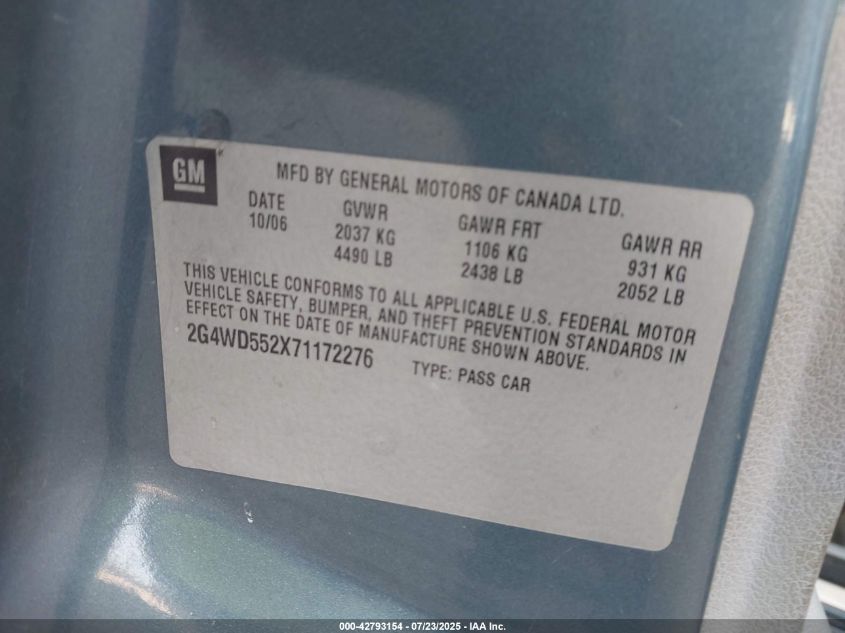 GM
MFD BY GENERAL MOTORS OF CANADA LTD.
DATE GVWR GAWR FRT GAWR RR
10/06 2037 KG 1106 KG 931 KG
4490 LB 2438 LB 2052 LB
THIS VEHICLE CONFORMS TO ALL APPLICABLE U.S. FEDERAL MOTOR
VEHICLE SAFETY, BUMPER, AND THEFT PREVENTION STANDARDS IN
EFFECT ON THE DATE OF MANUFACTURE SHOWN ABOVE.
2G4WD552X71172276 TYPE: PASS CAR
000-42793154 - 07/23/2025 - IAA Inc.